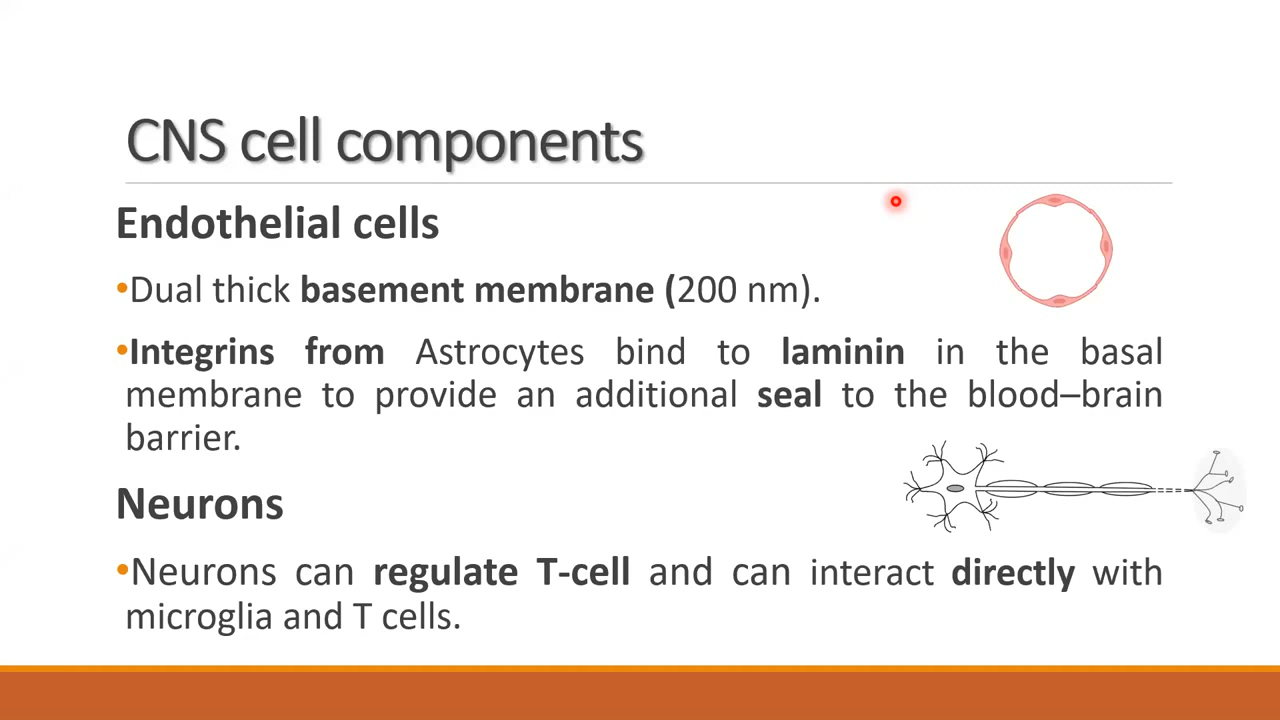 CNS cell components
Endothelial cells
•Dual thick basement membrane (200 nm).
•Integrins from Astrocytes bind to laminin in the basal
membrane to provide an additional seal to the blood–brain
barrier.
Neurons
•Neurons can regulate T-cell and can interact directly with
microglia and T cells.